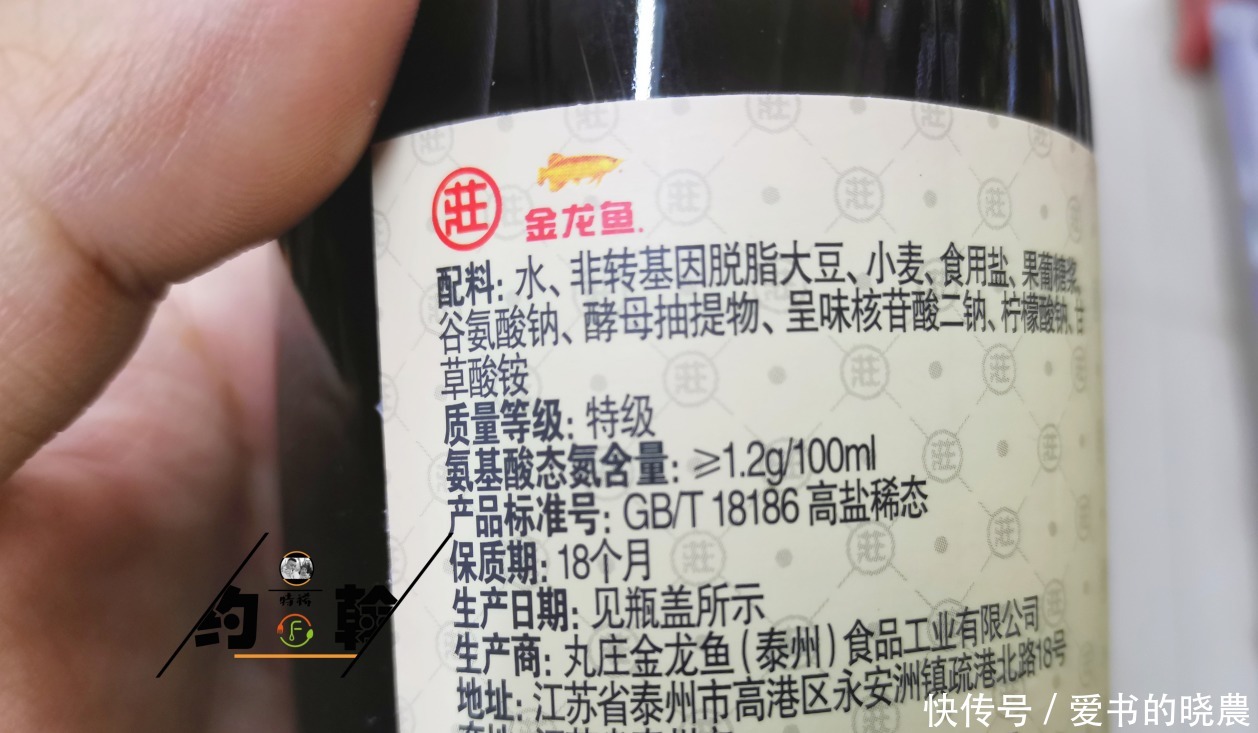 莊
金龙鱼
配料: 水、非转基因脱脂大豆、小麦、食用盐、果葡糖浆、
谷氨酸钠、酵母抽提物、呈味核苷酸二钠、柠檬酸钠、甘
草酸铵
质量等级: 特级
氨基酸态氮含量: ≥1.2g/100ml
产品标准号: GB/T 18186 高盐稀态
保质期: 18个月
生产日期: 见瓶盖所示
生产商: 丸庄金龙鱼(泰州)食品工业有限公司
地址: 江苏省泰州市高港区永安洲镇疏港北路18号
特稀
约翰
快传号 / 爱书的晓農